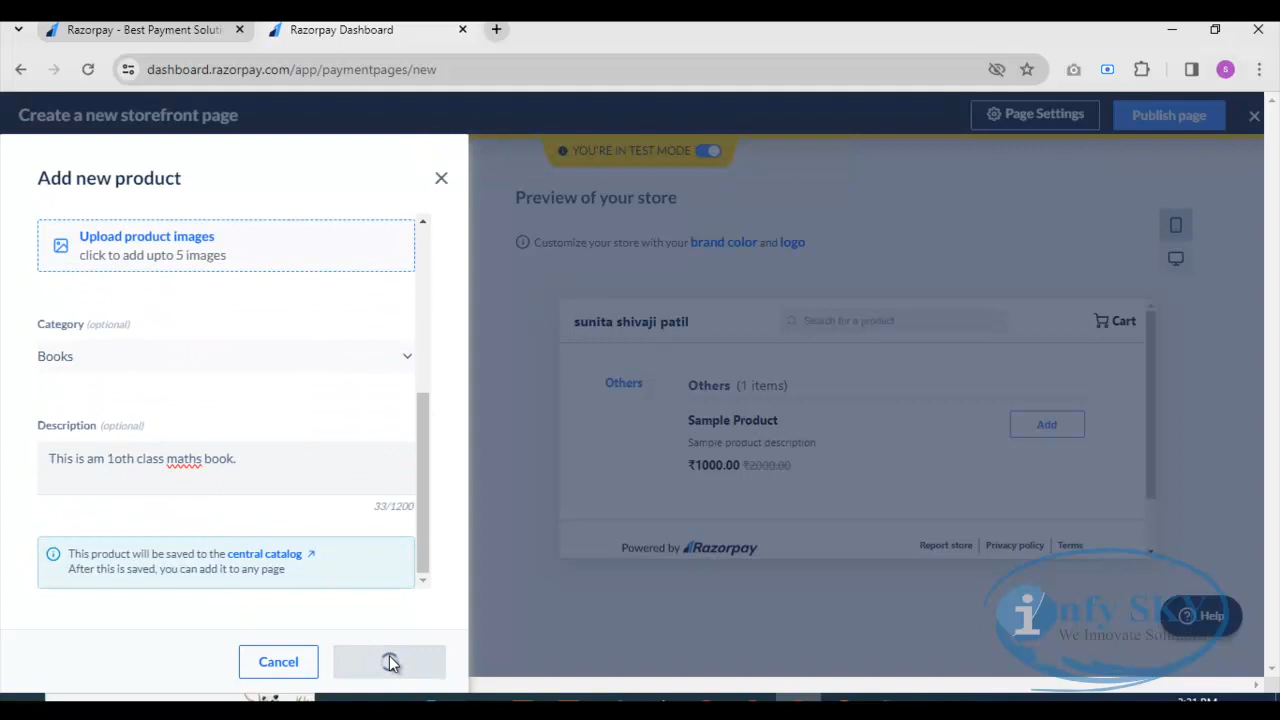 Razorpay - Best Payment Soluti
Razorpay Dashboard
dashboard.razorpay.com/app/paymentpages/new
S
Create a new storefront page
Page Settings
Publish page
YOU'RE IN TEST MODE
Add new product
Preview of your store
Upload product images
click to add upto 5 images
Customize your store with your brand color and logo
Category (optional)
Books
sunita shivaji patil
Search for a product
Cart
Others
Others (1 items)
Sample Product
Sample product description
₹1000.00 ₹2000.00
Add
Description (optional)
This is am 1oth class maths book.
33/1200
This product will be saved to the central catalog
After this is saved, you can add it to any page
Powered by Razorpay
Report store
Privacy policy
Terms
infy SKY
We Innovate Solutions
Help
Cancel